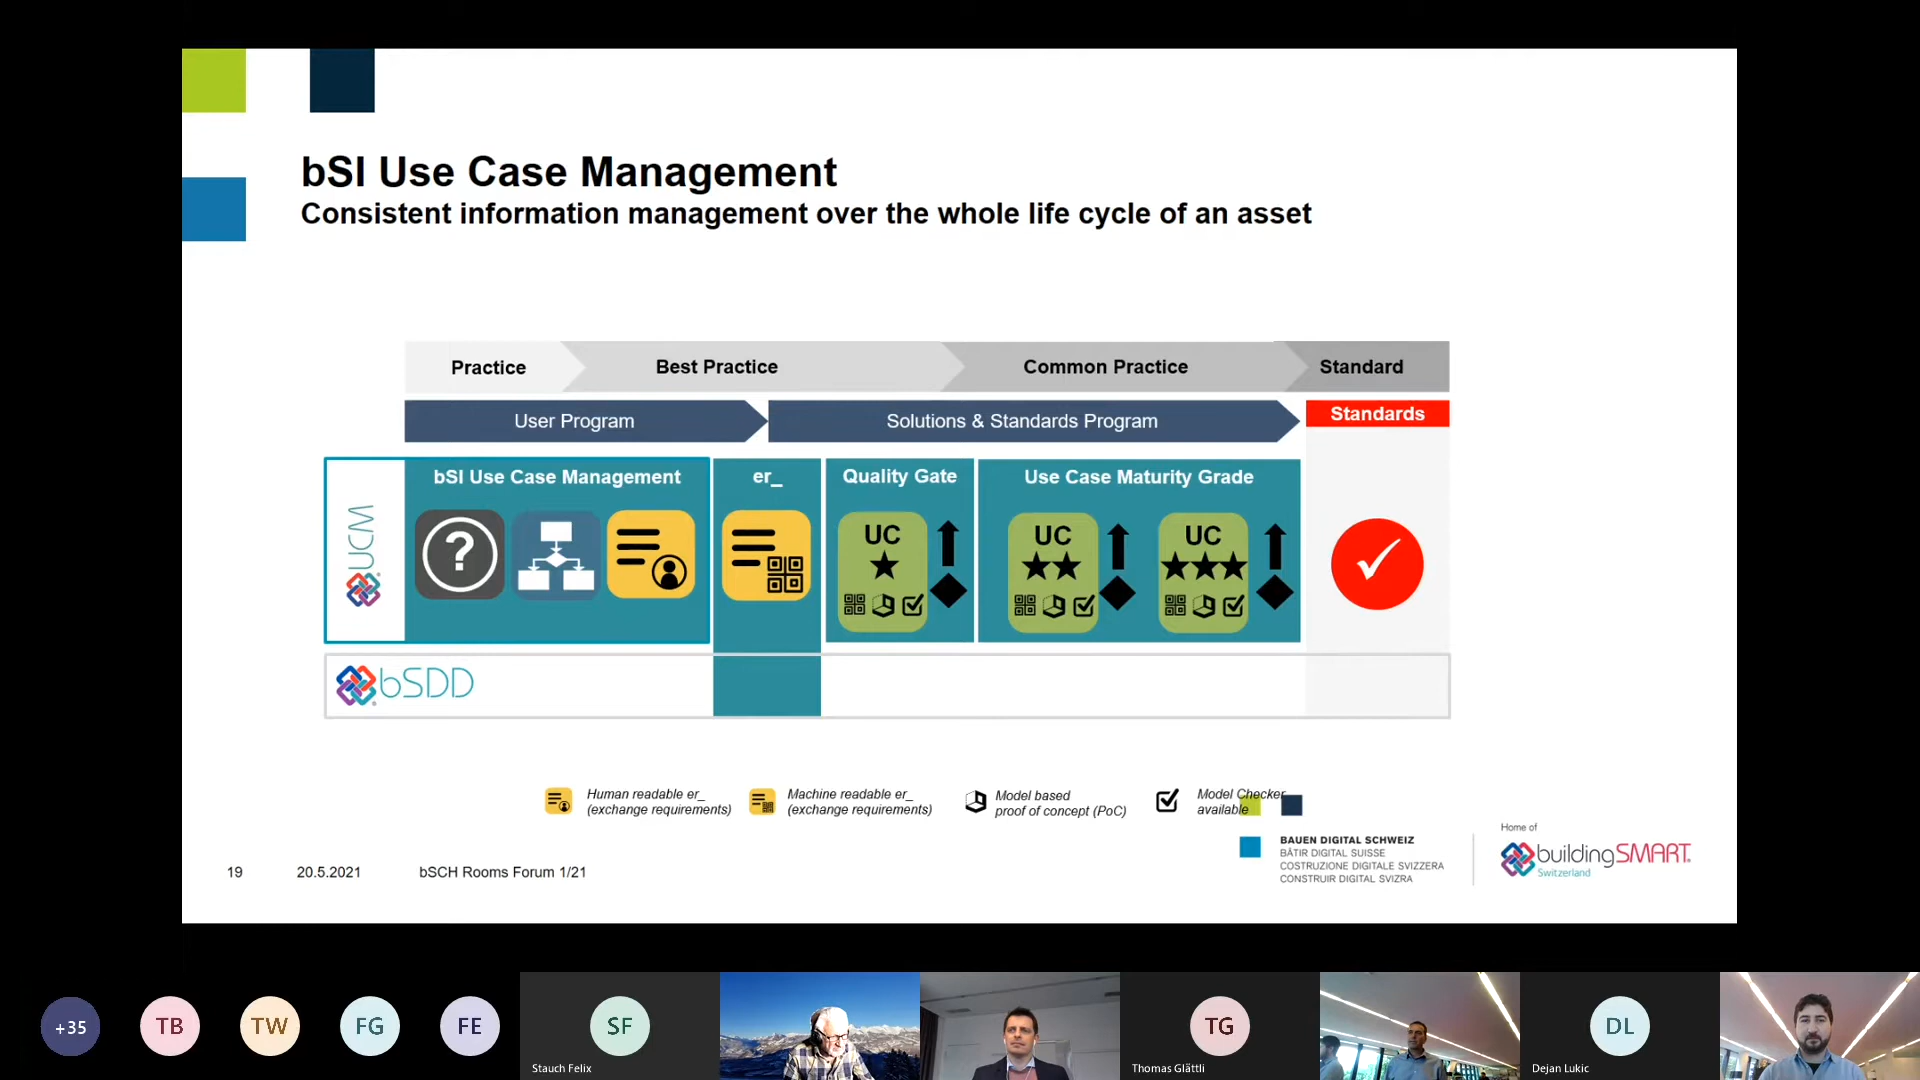 bSI Use Case Management
Consistent information management over the whole life cycle of an asset
Practice
Best Practice
Common Practice
Standard
User Program
Solutions & Standards Program
Standards
UCM
bSI Use Case Management
?
er_
Quality Gate
Use Case Maturity Grade
UC
UC
UC
bSDD
Human readable er_
(exchange requirements)
Machine readable er_
(exchange requirements)
Model based
proof of concept (PoC)
Model Checker
available
BAUEN DIGITAL SCHWEIZ
BÂTIR DIGITAL SUISSE
COSTRUZIONE DIGITALE SVIZZERA
CONSTRUIR DIGITAL SVIZRA
Home of
buildingSMART
Switzerland
19
20.5.2021
bSCH Rooms Forum 1/21
+35
TB
TW
FG
FE
SF
Stauch Felix
TG
Thomas Glättli
DL
Dejan Lukic